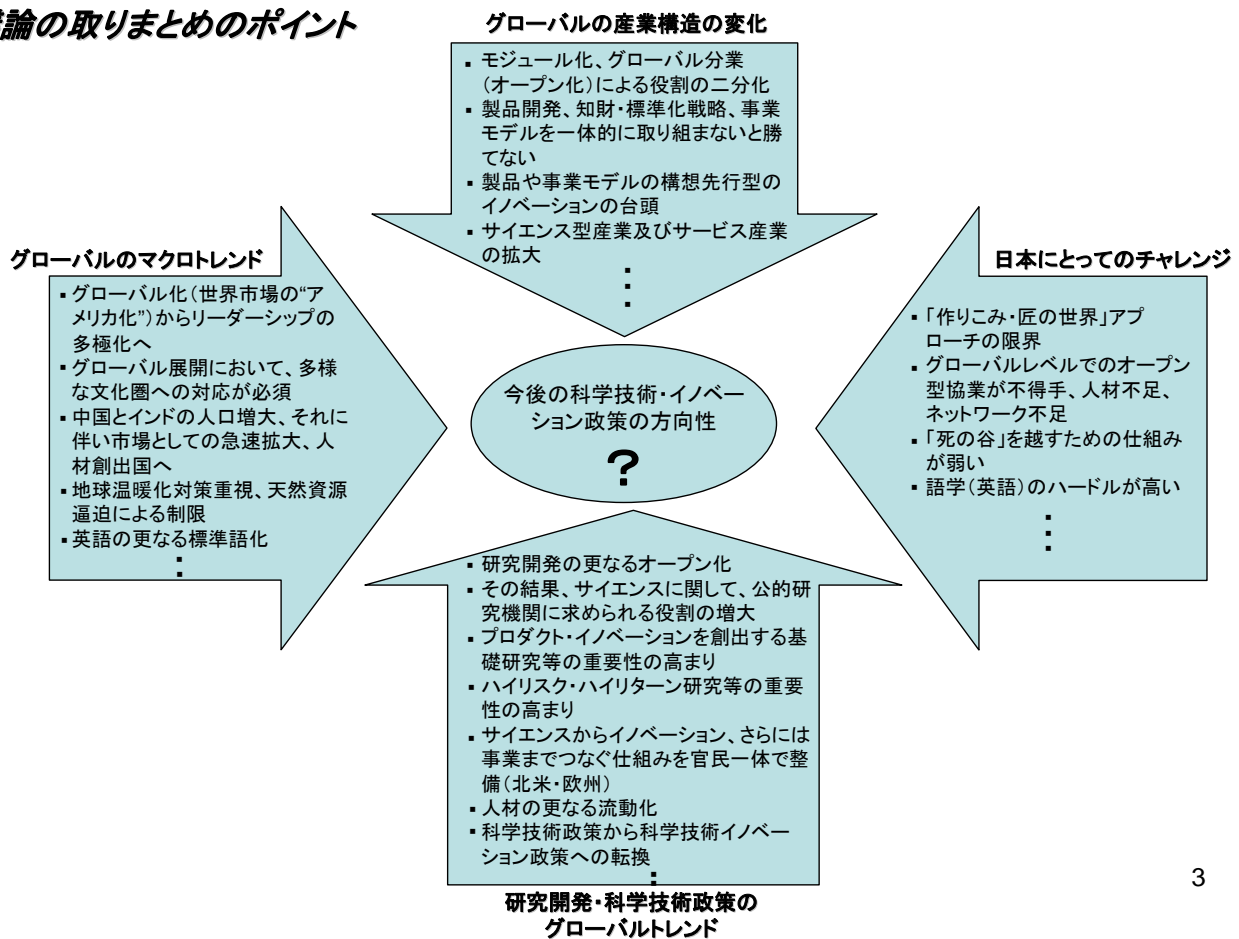 論の取りまとめのポイント
グローバルの産業構造の変化
▪ モジュール化、グローバル分業
(オープン化)による役割の二分化
▪ 製品開発、知財・標準化戦略、事業
モデルを一体的に取り組まないと勝
てない
▪ 製品や事業モデルの構想先行型の
イノベーションの台頭
▪ サイエンス型産業及びサービス産業
の拡大
グローバルのマクロトレンド
▪ グローバル化(世界市場の“ア
メリカ化”)からリーダーシップの
多極化へ
▪ グローバル展開において、多様
な文化圏への対応が必須
▪ 中国とインドの人口増大、それに
伴い市場としての急速拡大、人
材創出国へ
▪ 地球温暖化対策重視、天然資源
逼迫による制限
▪ 英語の更なる標準語化
今後の科学技術・イノベー
ション政策の方向性
?
日本にとってのチャレンジ
▪ 「作りこみ・匠の世界」アプ
ローチの限界
▪ グローバルレベルでのオープン
型協業が不得手、人材不足、
ネットワーク不足
▪ 「死の谷」を越すための仕組み
が弱い
▪ 語学(英語)のハードルが高い
▪ 研究開発の更なるオープン化
▪ その結果、サイエンスに関して、公的研
究機関に求められる役割の増大
▪ プロダクト・イノベーションを創出する基
礎研究等の重要性の高まり
▪ ハイリスク・ハイリターン研究等の重要
性の高まり
▪ サイエンスからイノベーション、さらには
事業までつなぐ仕組みを官民一体で整
備(北米・欧州)
▪ 人材の更なる流動化
▪ 科学技術政策から科学技術イノベー
ション政策への転換
研究開発・科学技術政策の
グローバルトレンド
3